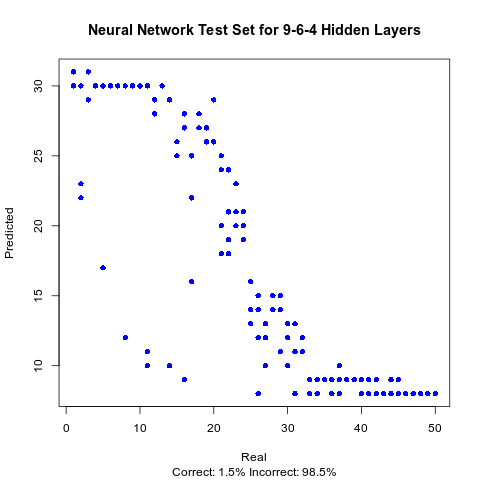 Neural Network Test Set for 9-6-4 Hidden Layers
30
25
20
15
10
Predicted
0
10
20
30
40
50
Real
Correct: 1.5% Incorrect: 98.5%